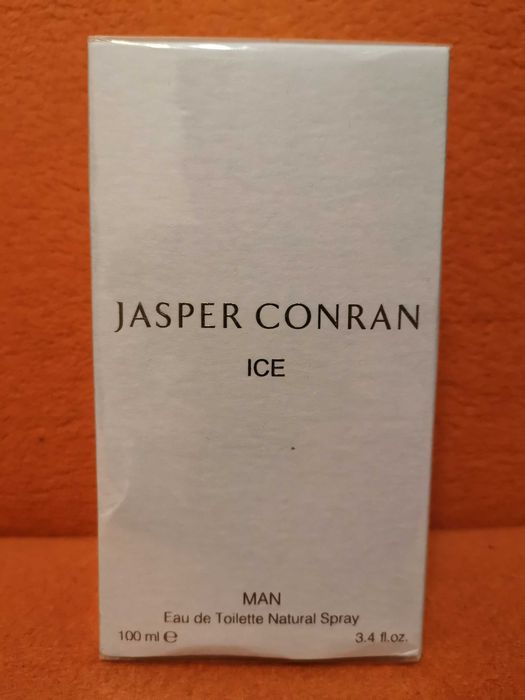 JASPER CONRAN
ICE
MAN
Eau de Toilette Natural Spray
100 ml ℮ 3.4 fl.oz.